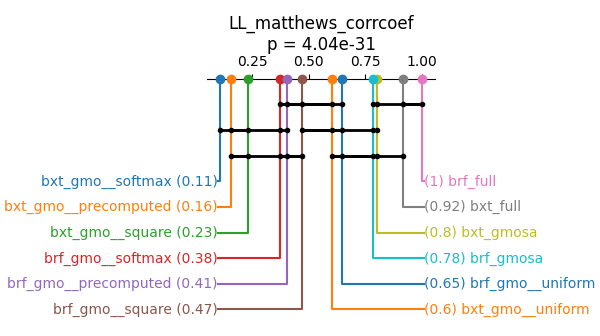 LL_matthews_corrcoef
p = 4.04e-31
0.25 0.50 0.75 1.00
bxt_gmo__softmax (0.11) (1) brf_full
bxt_gmo__precomputed (0.16) (0.92) bxt_full
bxt_gmo__square (0.23) (0.8) bxt_gmosa
brf_gmo__softmax (0.38) (0.78) brf_gmosa
brf_gmo__precomputed (0.41) (0.65) brf_gmo__uniform
brf_gmo__square (0.47) (0.6) bxt_gmo__uniform